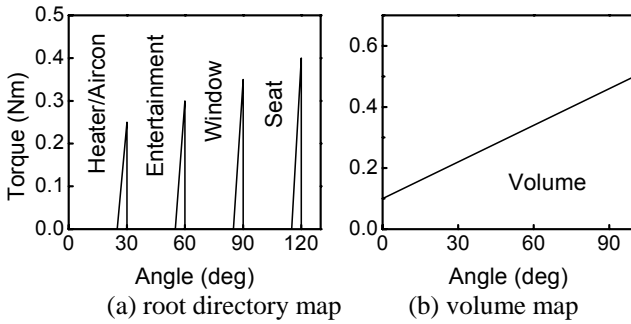 Torque (Nm)
0.5
0.4
0.3
0.2
0.1
0.0
Heater/Aircon
Entertainment
Window
Seat
0 30 60 90 120
Angle (deg)
(a) root directory map
0.6
0.4
0.2
0.0
Volume
0 30 60 90
Angle (deg)
(b) volume map